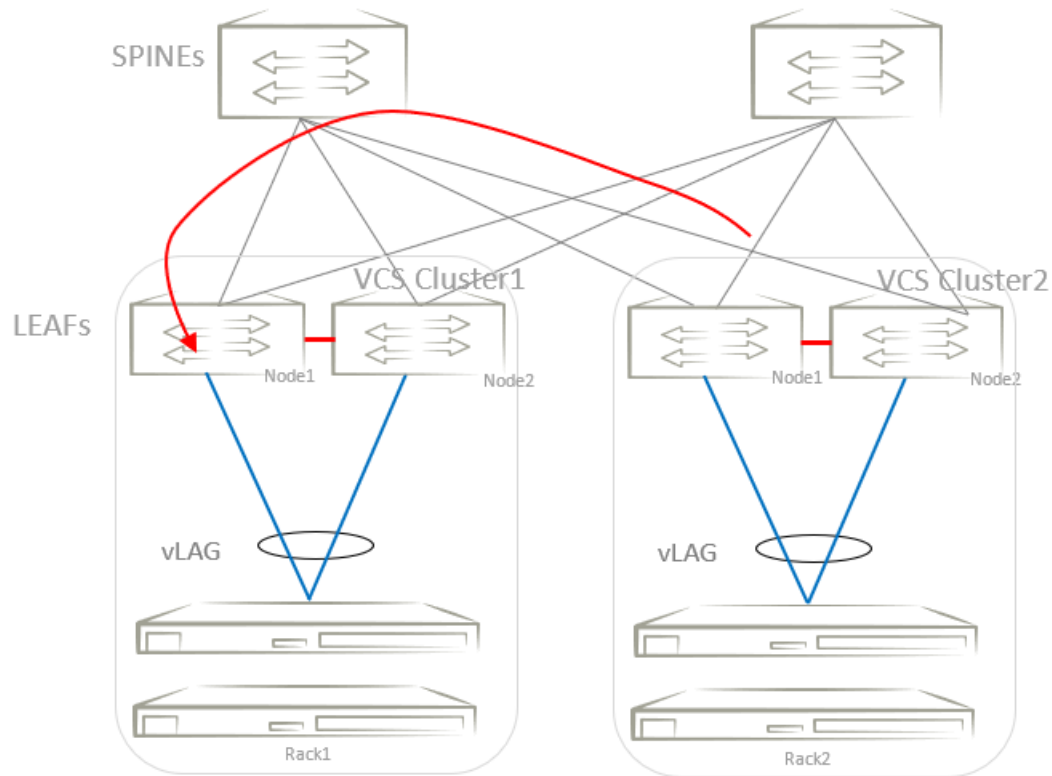 SPINEs
VCS Cluster1
VCS Cluster2
LEAFs
Node1
Node2
Node1
Node2
vLAG
vLAG
Rack1
Rack2